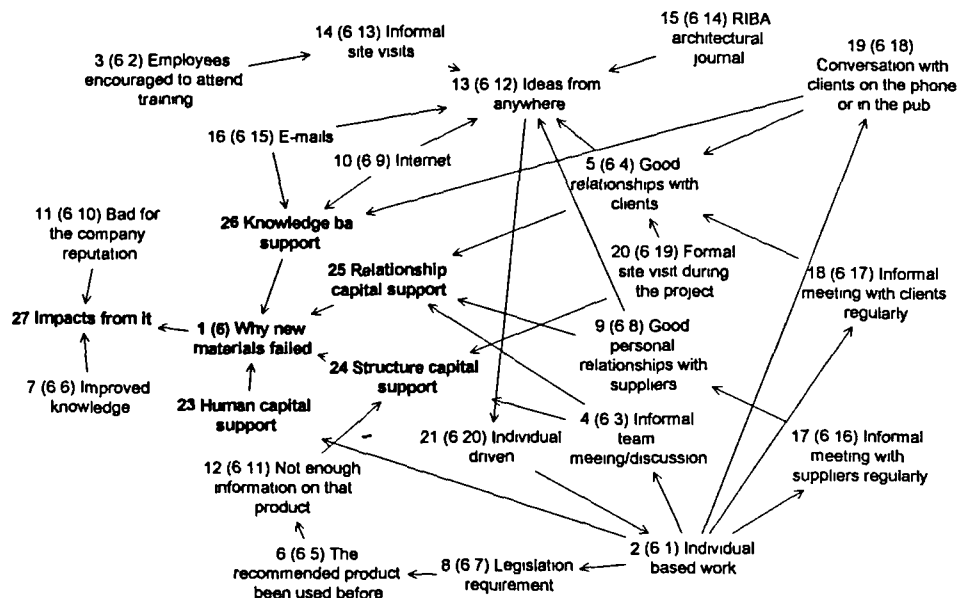 15 (6 14) RIBA
architectural
journal
14 (6 13) Informal
site visits
19 (6 18)
Conversation with
clients on the phone
or in the pub
3 (6 2) Employees
encouraged to attend
training
13 (6 12) Ideas from
anywhere
16 (6 15) E-mails
10 (6 9) Internet
5 (6 4) Good
relationships with
clients
11 (6 10) Bad for
the company
reputation
26 Knowledge ba
support
25 Relationship
capital support
20 (6 19) Formal
site visit during
the project
18 (6 17) Informal
meeting with clients
regularly
27 Impacts from it
1 (6) Why new
materials failed
9 (6 8) Good
personal
relationships with
suppliers
24 Structure capital
support
7 (6 6) Improved
knowledge
23 Human capital
support
4 (6 3) Informal
team
meeing/discussion
21 (6 20) Individual
driven
17 (6 16) Informal
meeting with
suppliers regularly
12 (6 11) Not enough
information on that
product
2 (6 1) Individual
based work
6 (6 5) The
recommended product
been used before
8 (6 7) Legislation
requirement